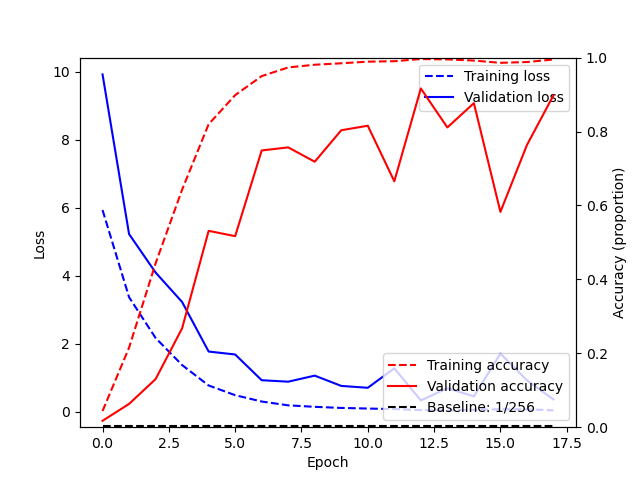 10
8
6
4
2
0
Loss
0.0
2.5
5.0
7.5
10.0
12.5
15.0
17.5
Epoch
1.0
0.8
0.6
0.4
0.2
0.0
Accuracy (proportion)
Training loss
Validation loss
Training accuracy
Validation accuracy
Baseline: 1/256